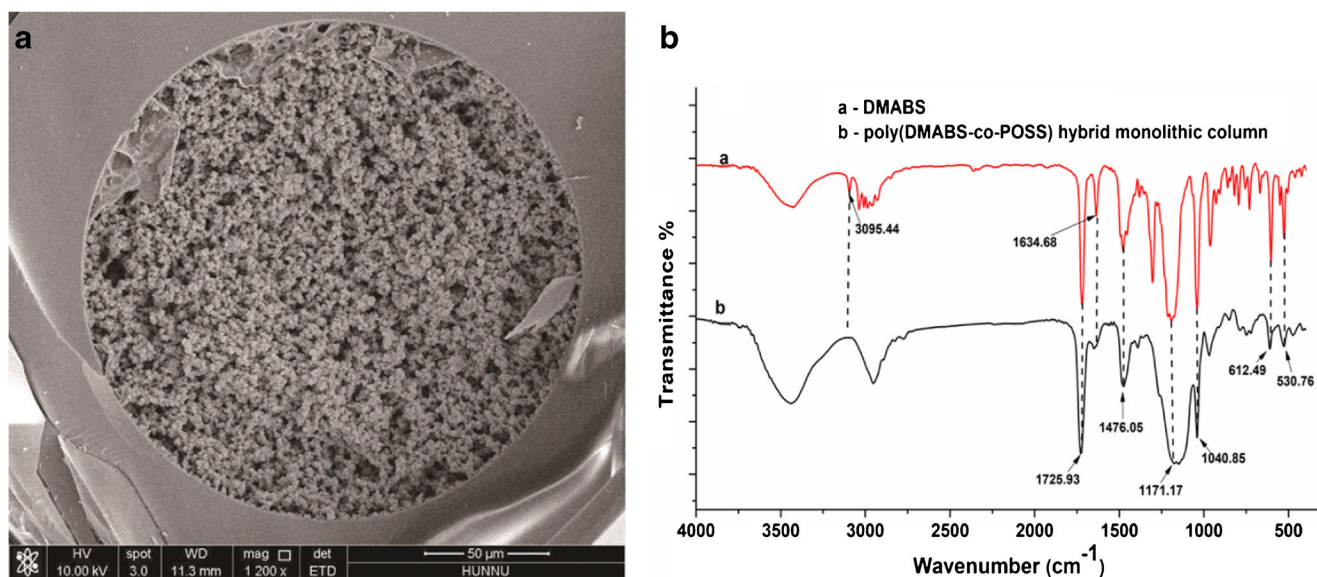 a
HV
spot
WD
mag
det
50 µm
10.00 kV
3.0
11.3 mm
1 200 x
ETD
HUNNU
b
a - DMABS
b - poly(DMABS-co-POSS) hybrid monolithic column
a
3095.44
1634.68
b
1725.93
1476.05
1171.17
1040.85
612.49
530.76
Transmittance %
4000
3500
3000
2500
2000
1500
1000
500
Wavenumber (cm⁻¹)